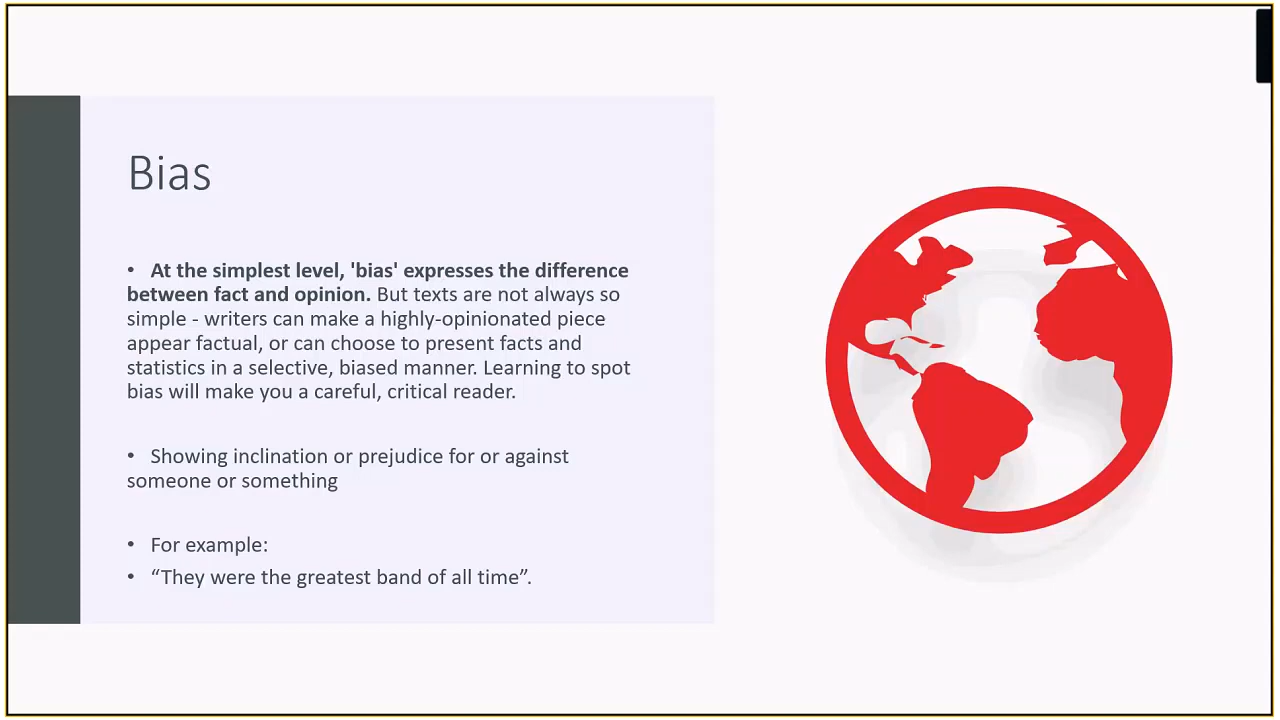 Bias
• At the simplest level, 'bias' expresses the difference
between fact and opinion. But texts are not always so
simple - writers can make a highly-opinionated piece
appear factual, or can choose to present facts and
statistics in a selective, biased manner. Learning to spot
bias will make you a careful, critical reader.
• Showing inclination or prejudice for or against
someone or something
• For example:
• “They were the greatest band of all time”.